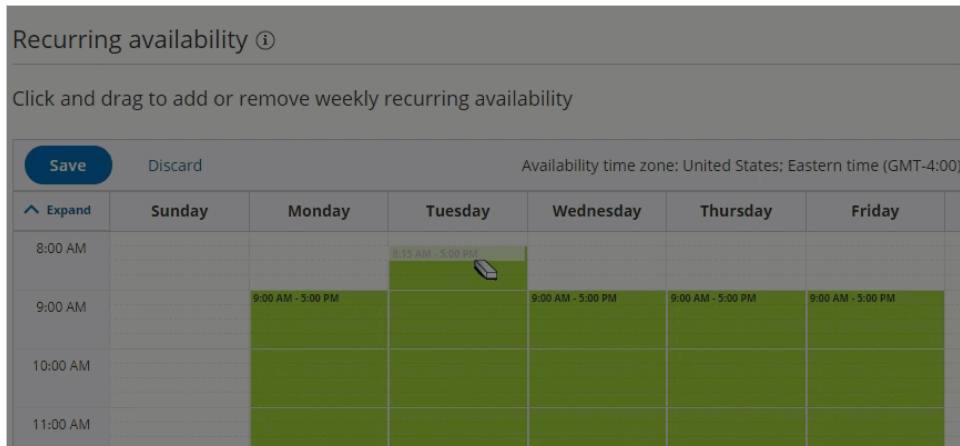 Recurring availability
Click and drag to add or remove weekly recurring availability
Save Discard Availability time zone: United States; Eastern time (GMT-4:00)
Expand Sunday Monday Tuesday Wednesday Thursday Friday
8:00 AM
8:15 AM - 5:00 PM
9:00 AM - 5:00 PM 9:00 AM - 5:00 PM 9:00 AM - 5:00 PM 9:00 AM - 5:00 PM
9:00 AM
10:00 AM
11:00 AM